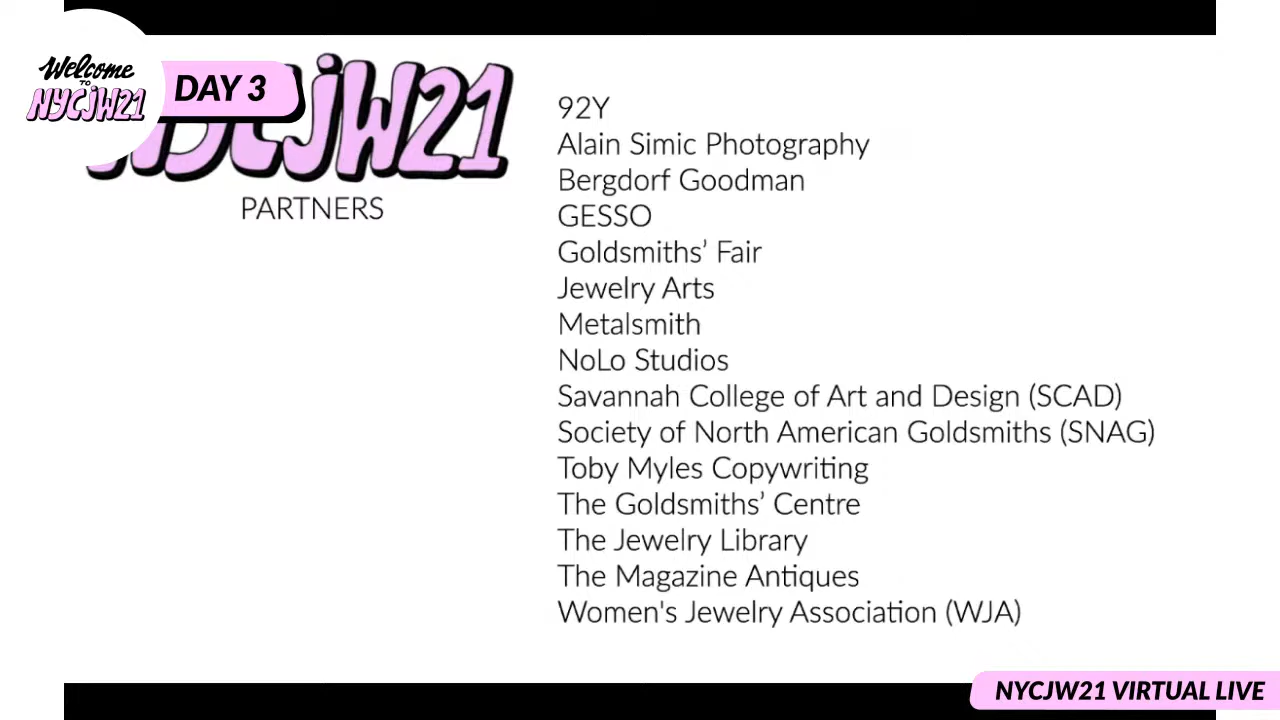 Welcome
TO
NYCJW21
DAY 3
NYCJW21
PARTNERS
92Y
Alain Simic Photography
Bergdorf Goodman
GESSO
Goldsmiths’ Fair
Jewelry Arts
Metalsmith
NoLo Studios
Savannah College of Art and Design (SCAD)
Society of North American Goldsmiths (SNAG)
Toby Myles Copywriting
The Goldsmiths’ Centre
The Jewelry Library
The Magazine Antiques
Women's Jewelry Association (WJA)
NYCJW21 VIRTUAL LIVE